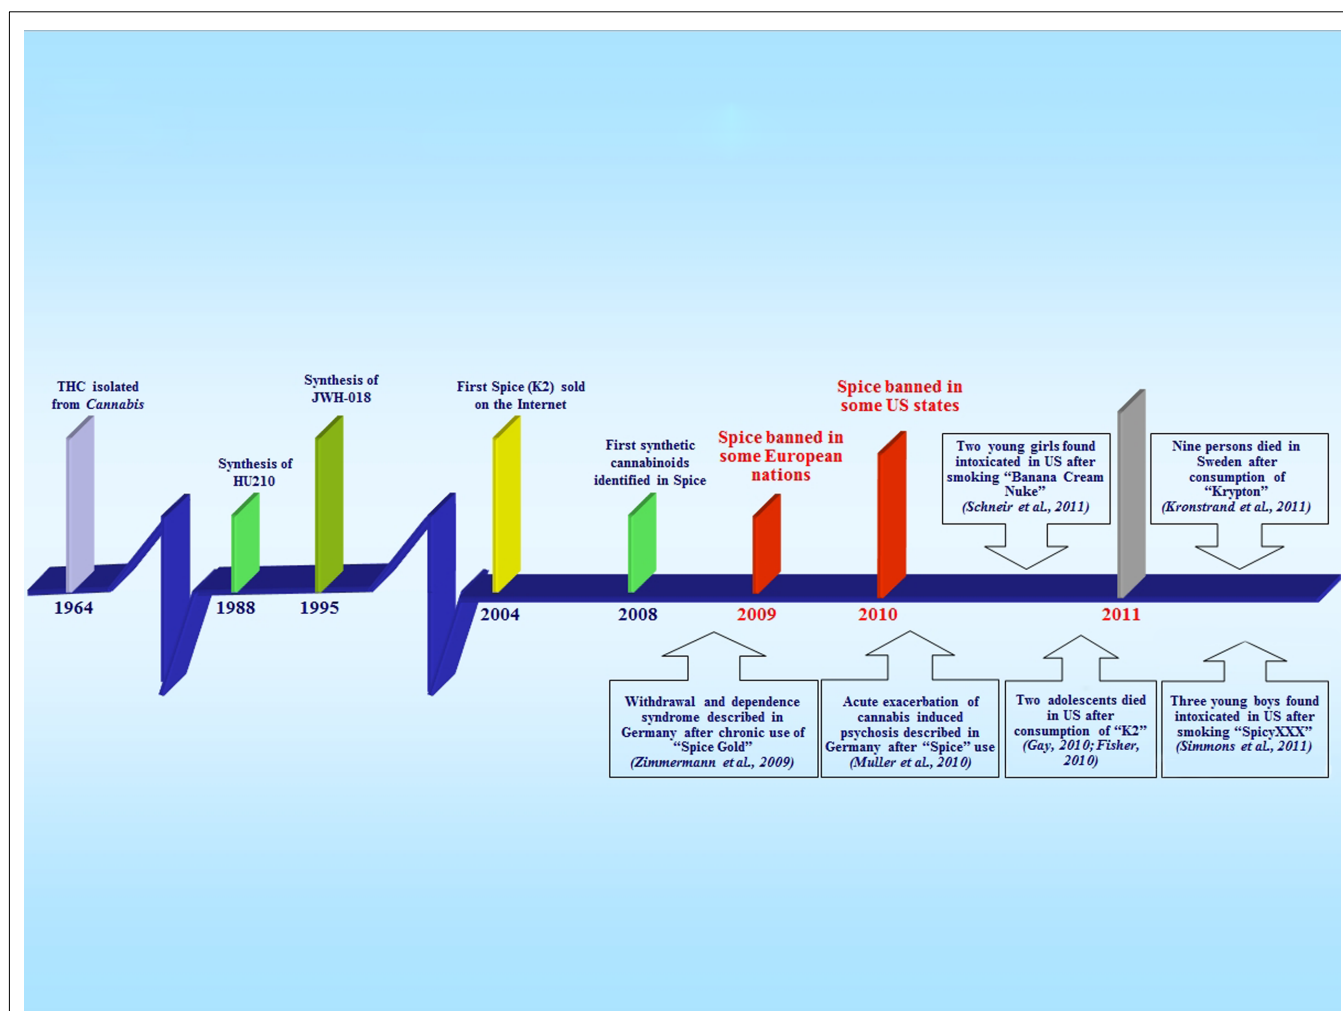 THC isolated
from Cannabis
1964
Synthesis of
HU210
1988
Synthesis of
JWH-018
1995
First Spice (K2) sold
on the Internet
2004
First synthetic
cannabinoids
identified in Spice
2008
Spice banned in
some European
nations
2009
Spice banned in
some US states
2010
Two young girls found
intoxicated in US after
smoking “Banana Cream
Nuke”
(Schneir et al., 2011)
2011
Nine persons died in
Sweden after
consumption of
“Krypton”
(Kronstrand et al., 2011)
Withdrawal and dependence
syndrome described in
Germany after chronic use of
“Spice Gold”
(Zimmermann et al., 2009)
Acute exacerbation of
cannabis induced
psychosis described in
Germany after “Spice” use
(Muller et al., 2010)
Two adolescents died
in US after
consumption of “K2”
(Gay, 2010; Fisher,
2010)
Three young boys found
intoxicated in US after
smoking “SpicyXXX”
(Simmons et al., 2011)